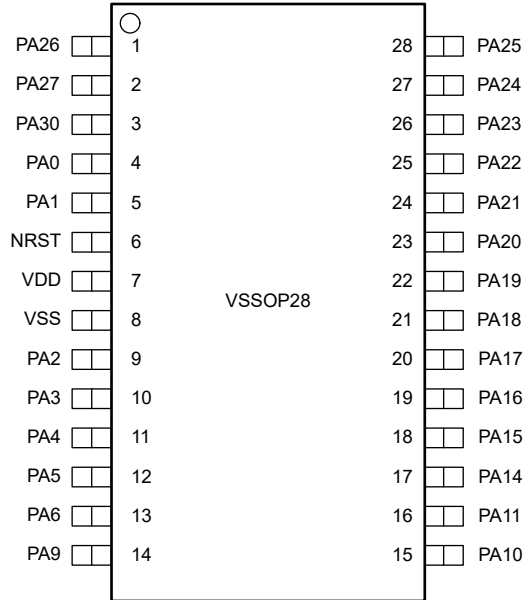 PA26 1 28 PA25
PA27 2 27 PA24
PA30 3 26 PA23
PA0 4 25 PA22
PA1 5 24 PA21
NRST 6 23 PA20
VDD 7 22 PA19
VSSOP28
VSS 8 21 PA18
PA2 9 20 PA17
PA3 10 19 PA16
PA4 11 18 PA15
PA5 12 17 PA14
PA6 13 16 PA11
PA9 14 15 PA10